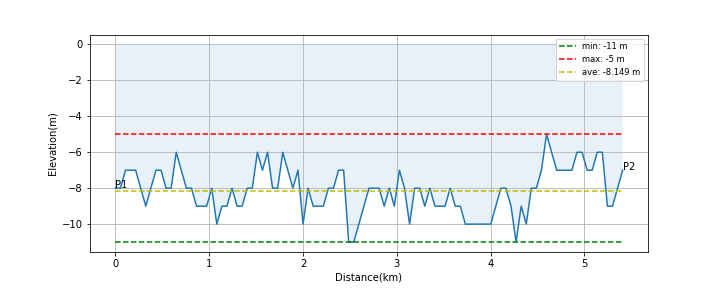 min: -11 m
max: -5 m
ave: -8.149 m
0
−2
−4
−6
−8
−10
Elevation(m)
P1
P2
0 1 2 3 4 5
Distance(km)